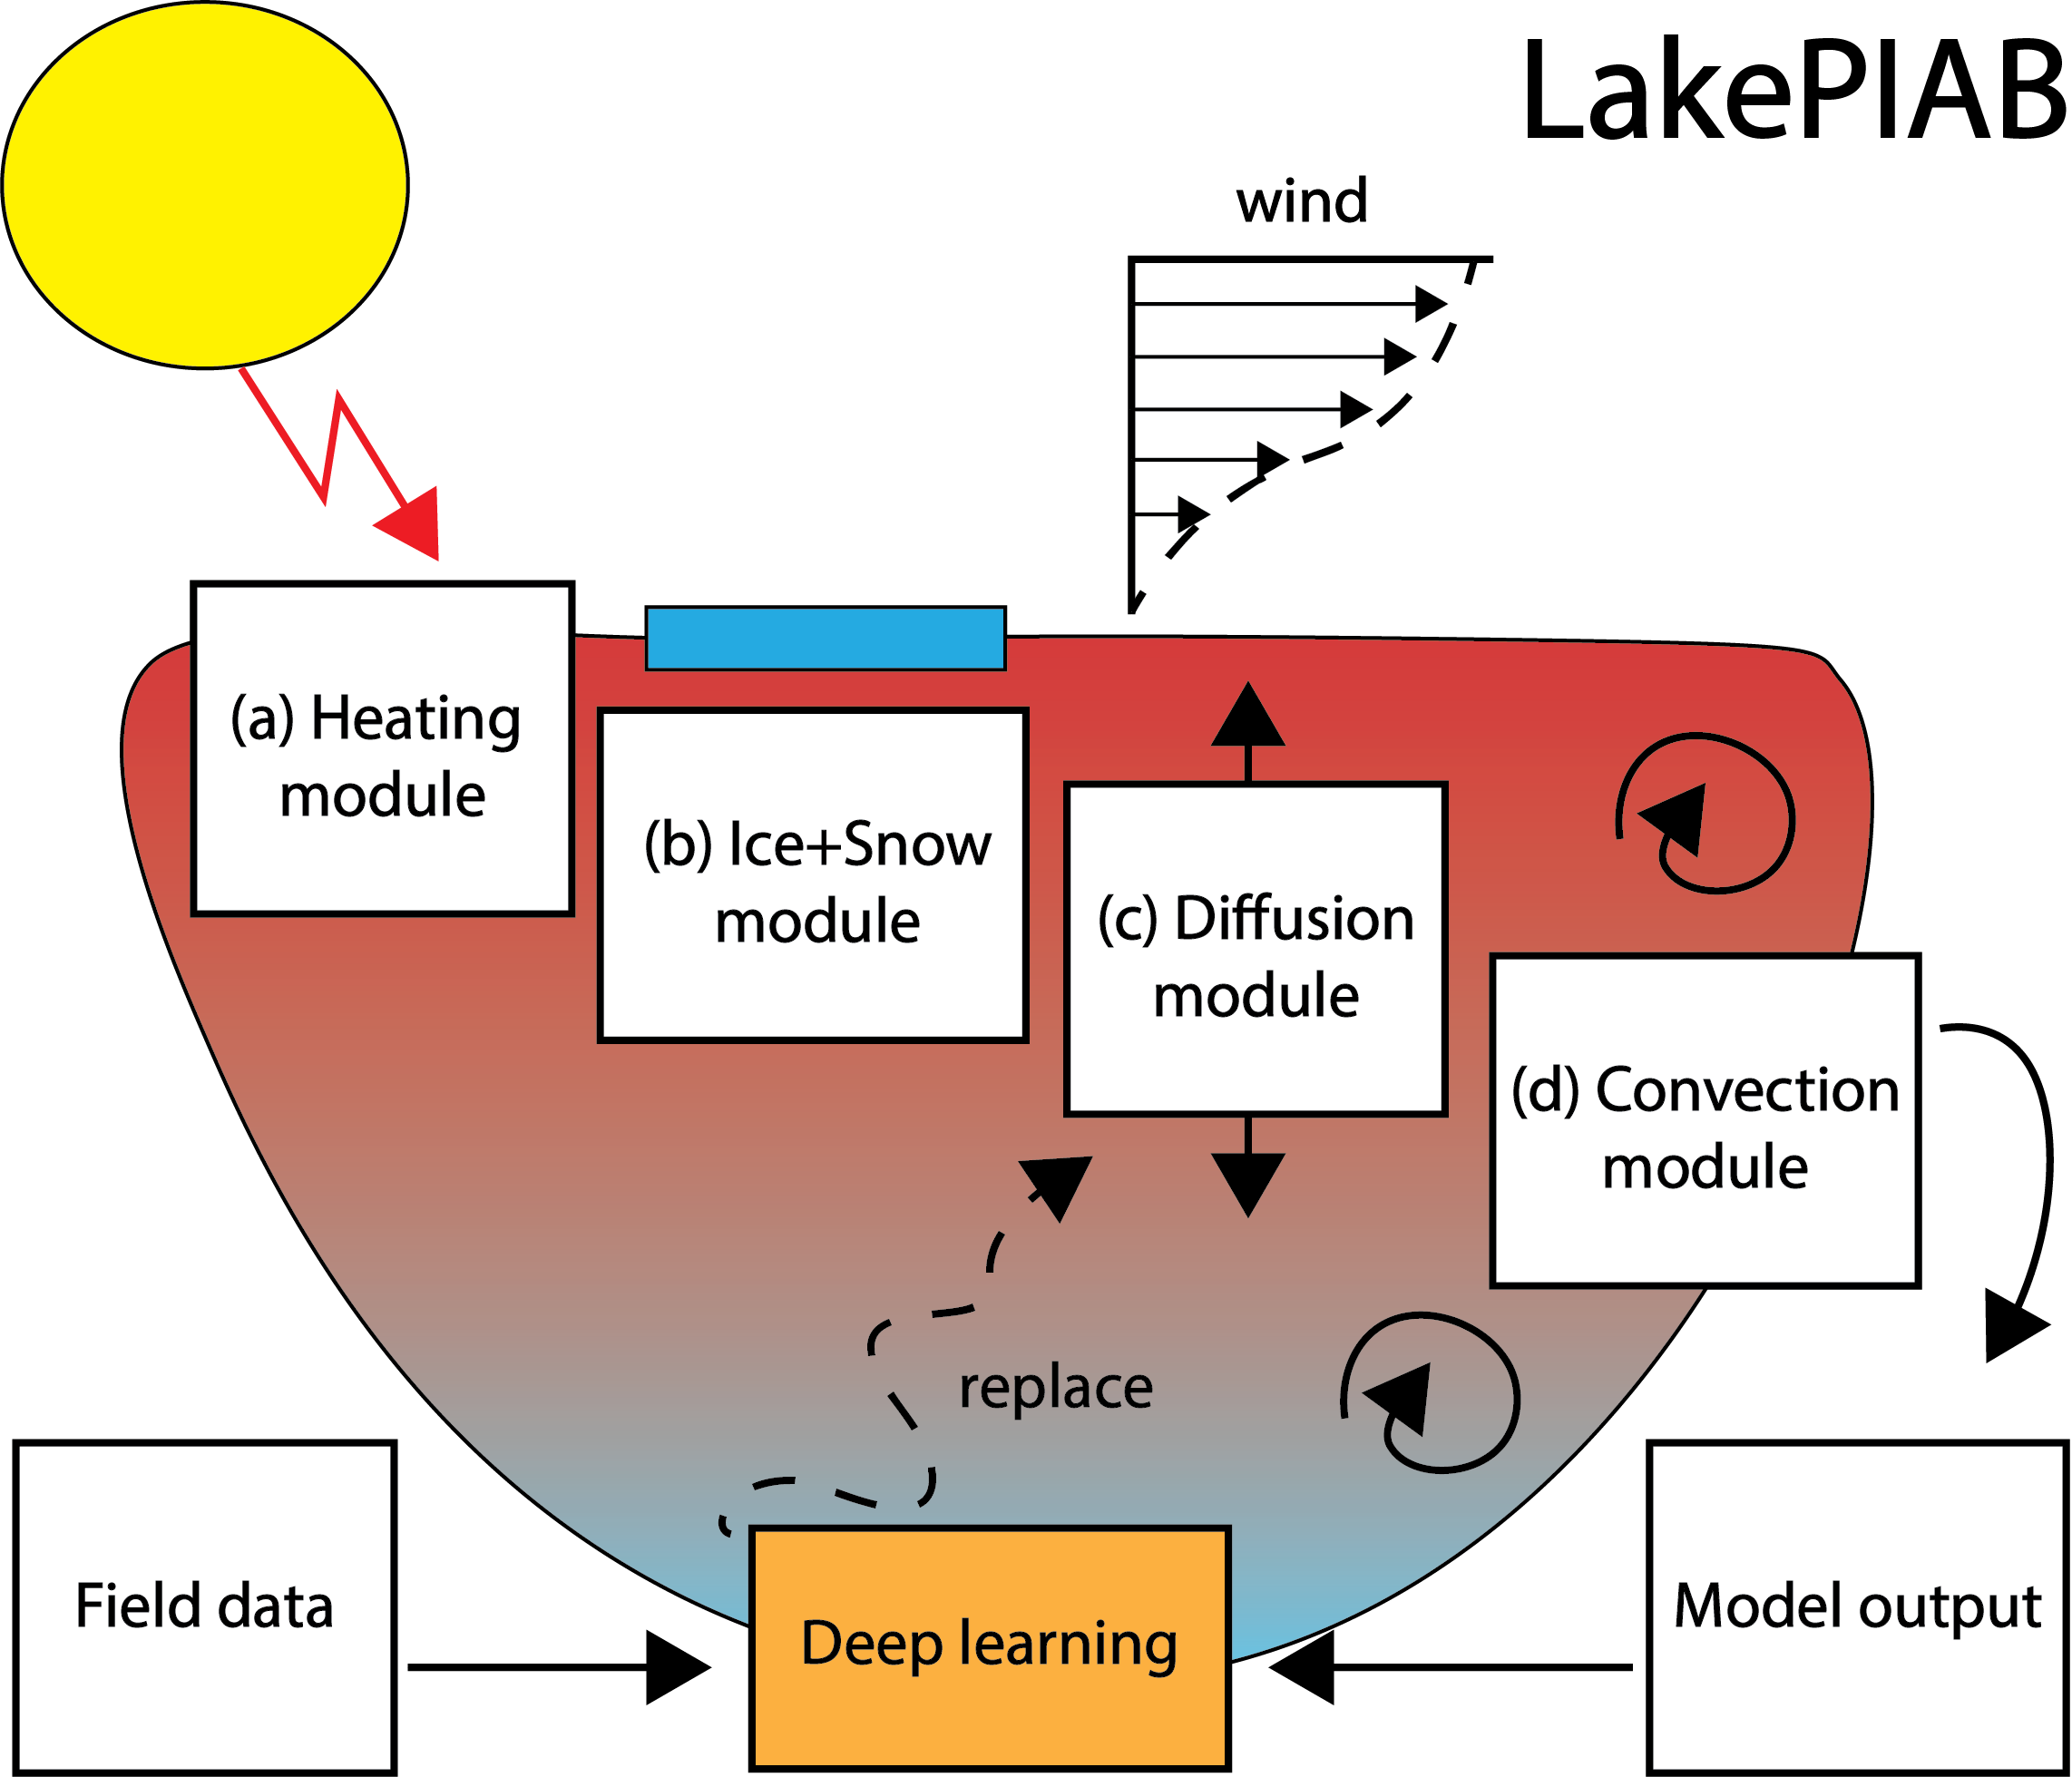 LakePIAB
wind
(a) Heating
module
(b) Ice+Snow
module
(c) Diffusion
module
(d) Convection
module
replace
Field data
Deep learning
Model output